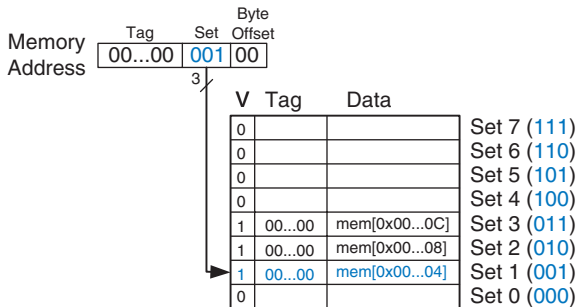 Byte
Tag Set Offset
Memory Address 00...00 001 00
3
V Tag Data
0 Set 7 (111)
0 Set 6 (110)
0 Set 5 (101)
0 Set 4 (100)
1 00...00 mem[0x00...0C] Set 3 (011)
1 00...00 mem[0x00...08] Set 2 (010)
1 00...00 mem[0x00...04] Set 1 (001)
0 Set 0 (000)